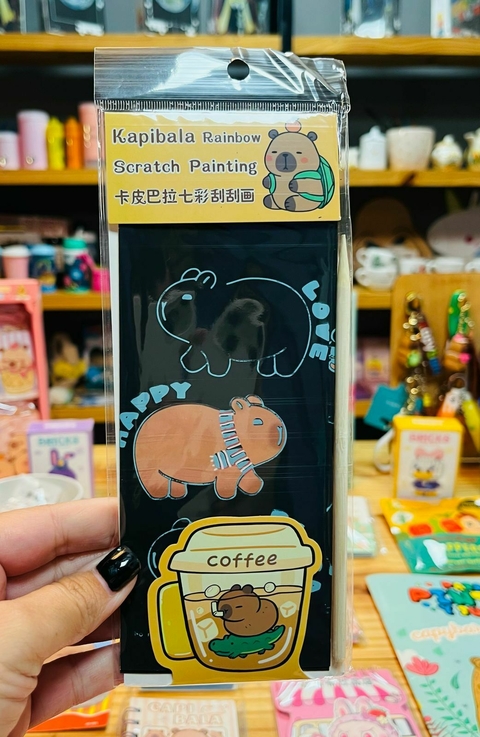 Kapibala Rainbow
Scratch Painting
卡皮巴拉七彩刮刮画
LOVE
HAPPY
coffee